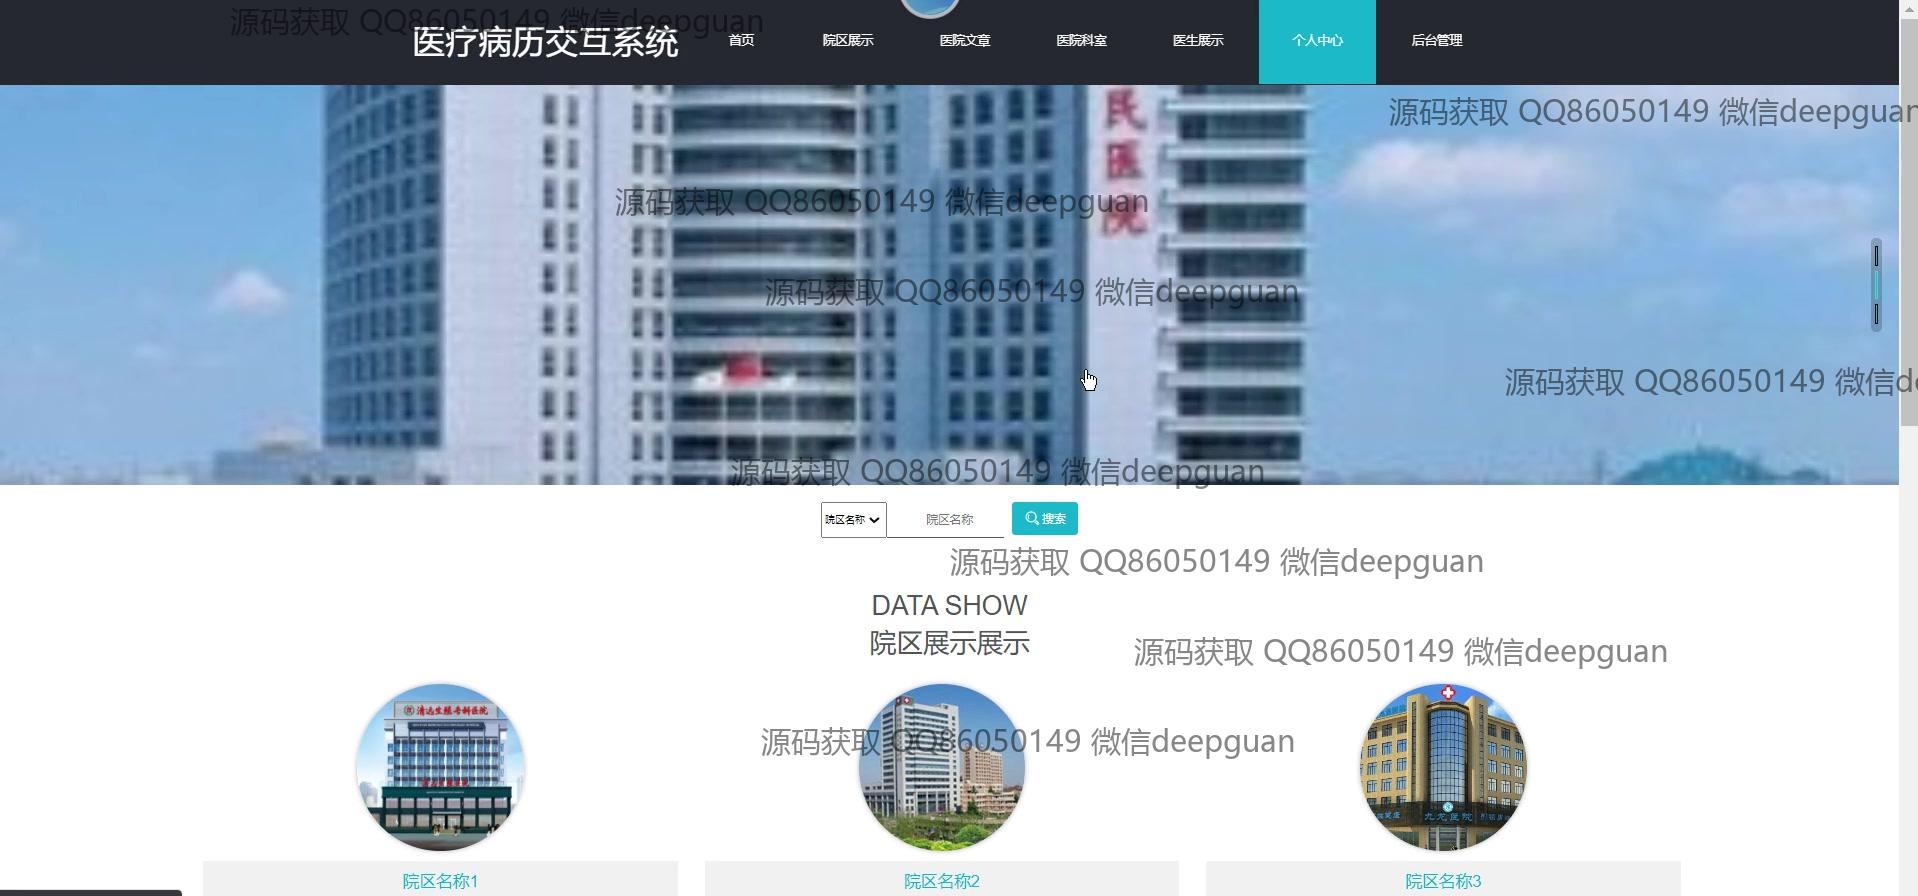 源码获取 QQ86050149 微信deepguan
医疗病历交互系统
首页
院区展示
医院文章
医院科室
医生展示
个人中心
后台管理
源码获取 QQ86050149 微信deepguan
民医院
源码获取 QQ86050149 微信deepguan
源码获取 QQ86050149 微信deepguan
源码获取 QQ86050149 微信de
源码获取 QQ86050149 微信deepguan
院区名称
院区名称
搜索
源码获取 QQ86050149 微信deepguan
DATA SHOW
院区展示展示
源码获取 QQ86050149 微信deepguan
源码获取 QQ86050149 微信deepguan
九龙医院
院区名称1
院区名称2
院区名称3